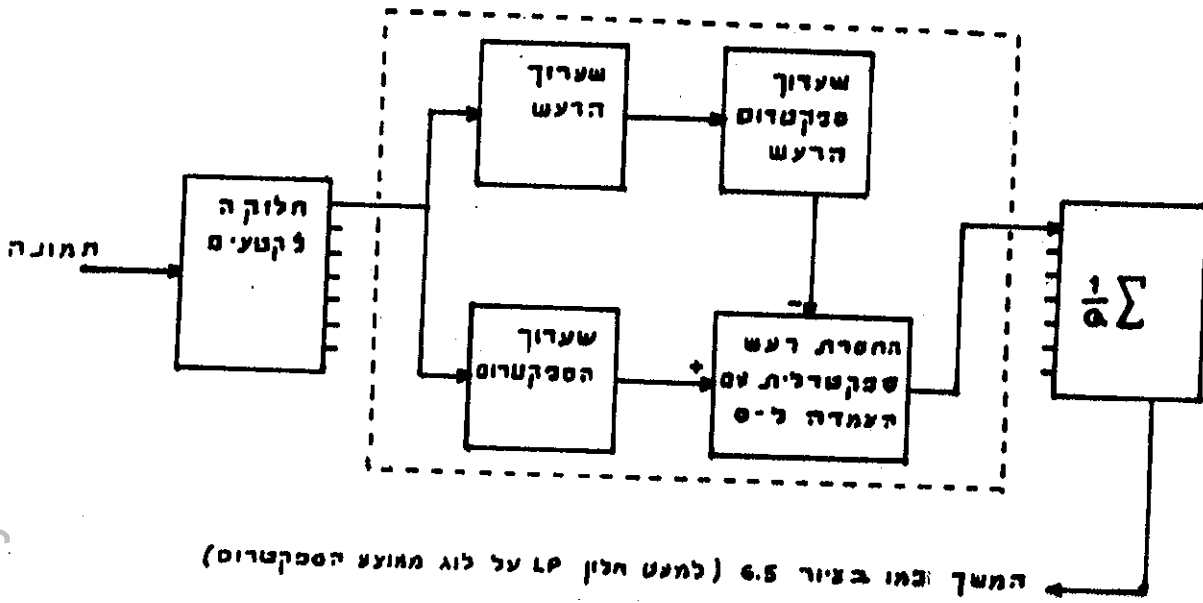 שערוך
הרעש
שערוך
ספקטרום
הרעש
חלוקה
לקטעים
תמונה
שערוך
הספקטרום
-
+
החסרת רעש
ספקטרלית עם
העמדה ל-0
1/Q Σ
המשך כמו בציור 6.5 (למעט חלון LP על לוג ממוצע הספקטרום)